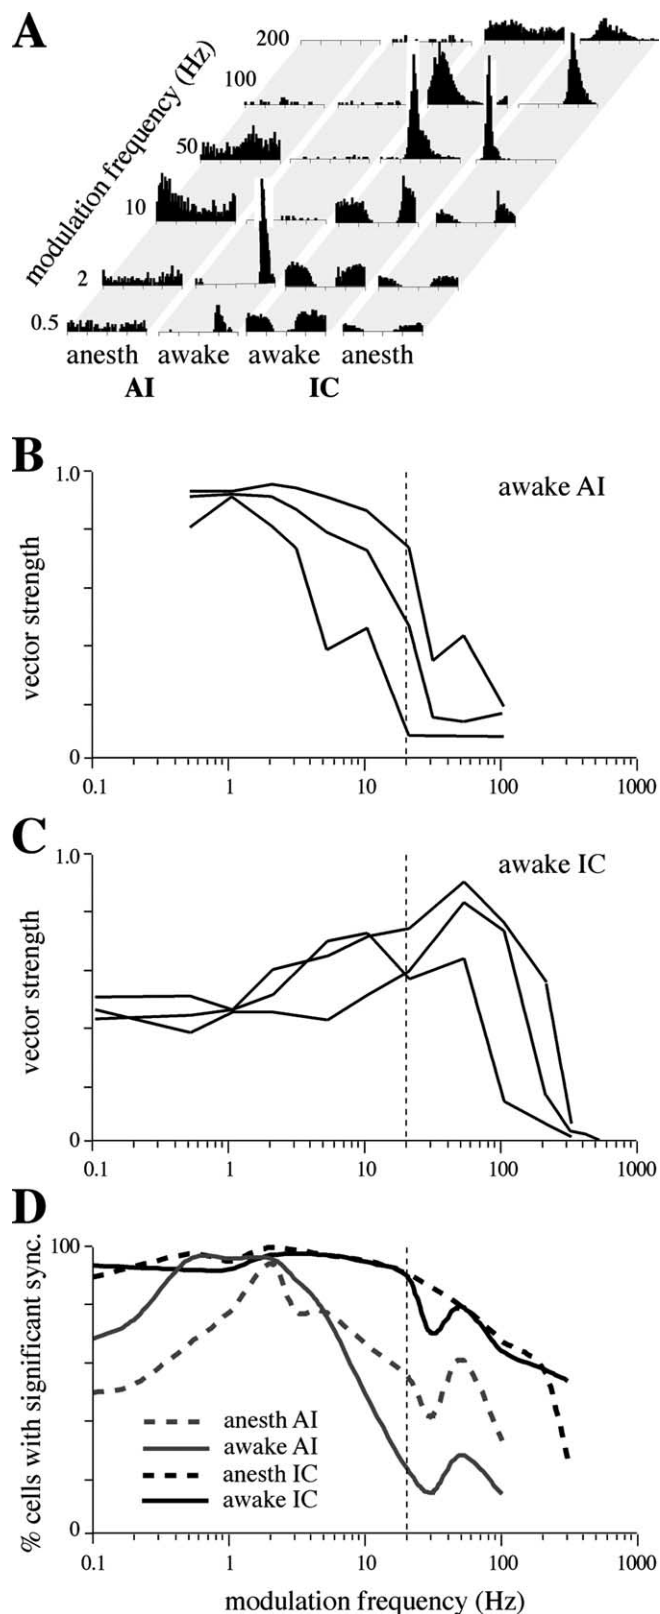 A
modulation frequency (Hz)
200
100
50
10
2
0.5
anesth awake awake anesth
AI IC
B
1.0
awake AI
vector strength
0
0.1 1 10 100 1000
C
1.0
awake IC
vector strength
0
0.1 1 10 100 1000
D
100
% cells with significant sync.
anesth AI
awake AI
anesth IC
awake IC
0
0.1 1 10 100 1000
modulation frequency (Hz)